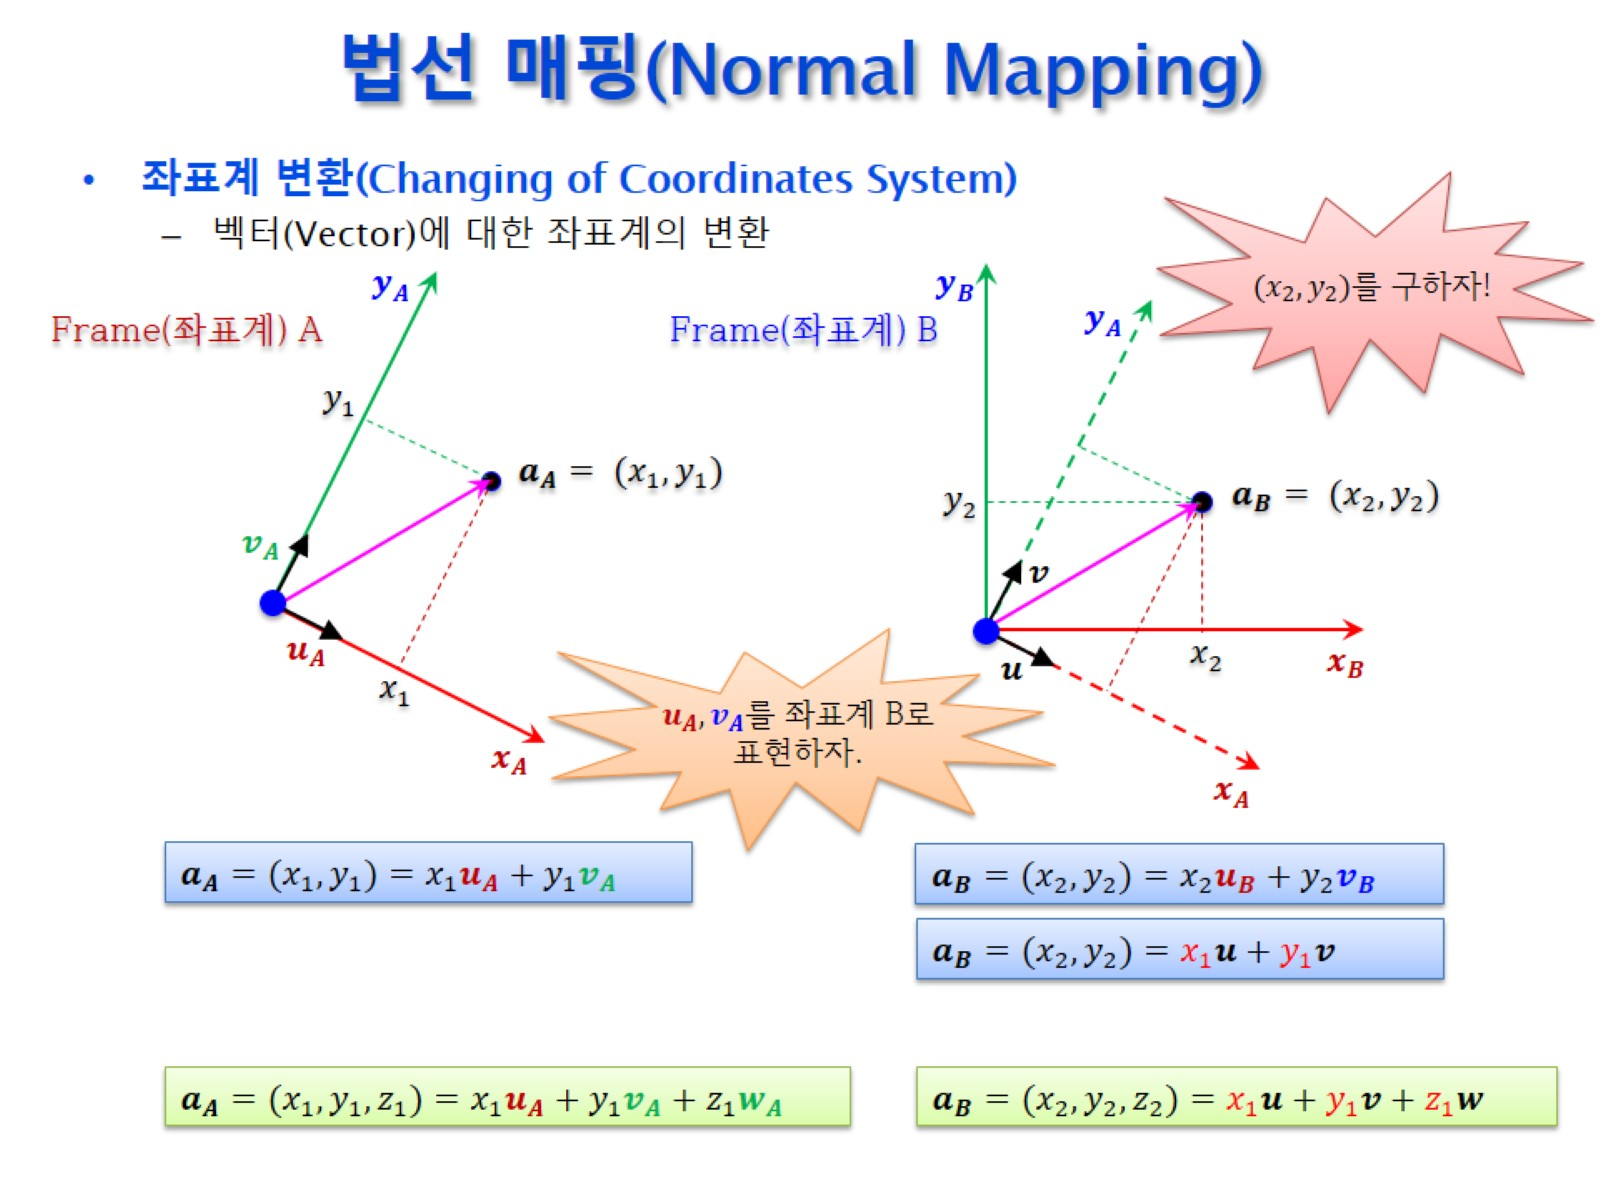 법선 매핑(Normal Mapping)
• 좌표계 변환(Changing of Coordinates System)
– 벡터(Vector)에 대한 좌표계의 변환
Frame(좌표계) A
y_A
y_1
a_A = (x_1, y_1)
v_A
u_A
x_1
x_A
Frame(좌표계) B
y_B
y_A
(x_2, y_2)를 구하자!
y_2
a_B = (x_2, y_2)
v
u
x_2
x_B
x_A
u_A, v_A를 좌표계 B로
표현하자.
a_A = (x_1, y_1) = x_1u_A + y_1v_A
a_B = (x_2, y_2) = x_2u_B + y_2v_B
a_B = (x_2, y_2) = x_1u + y_1v
a_A = (x_1, y_1, z_1) = x_1u_A + y_1v_A + z_1w_A
a_B = (x_2, y_2, z_2) = x_1u + y_1v + z_1w